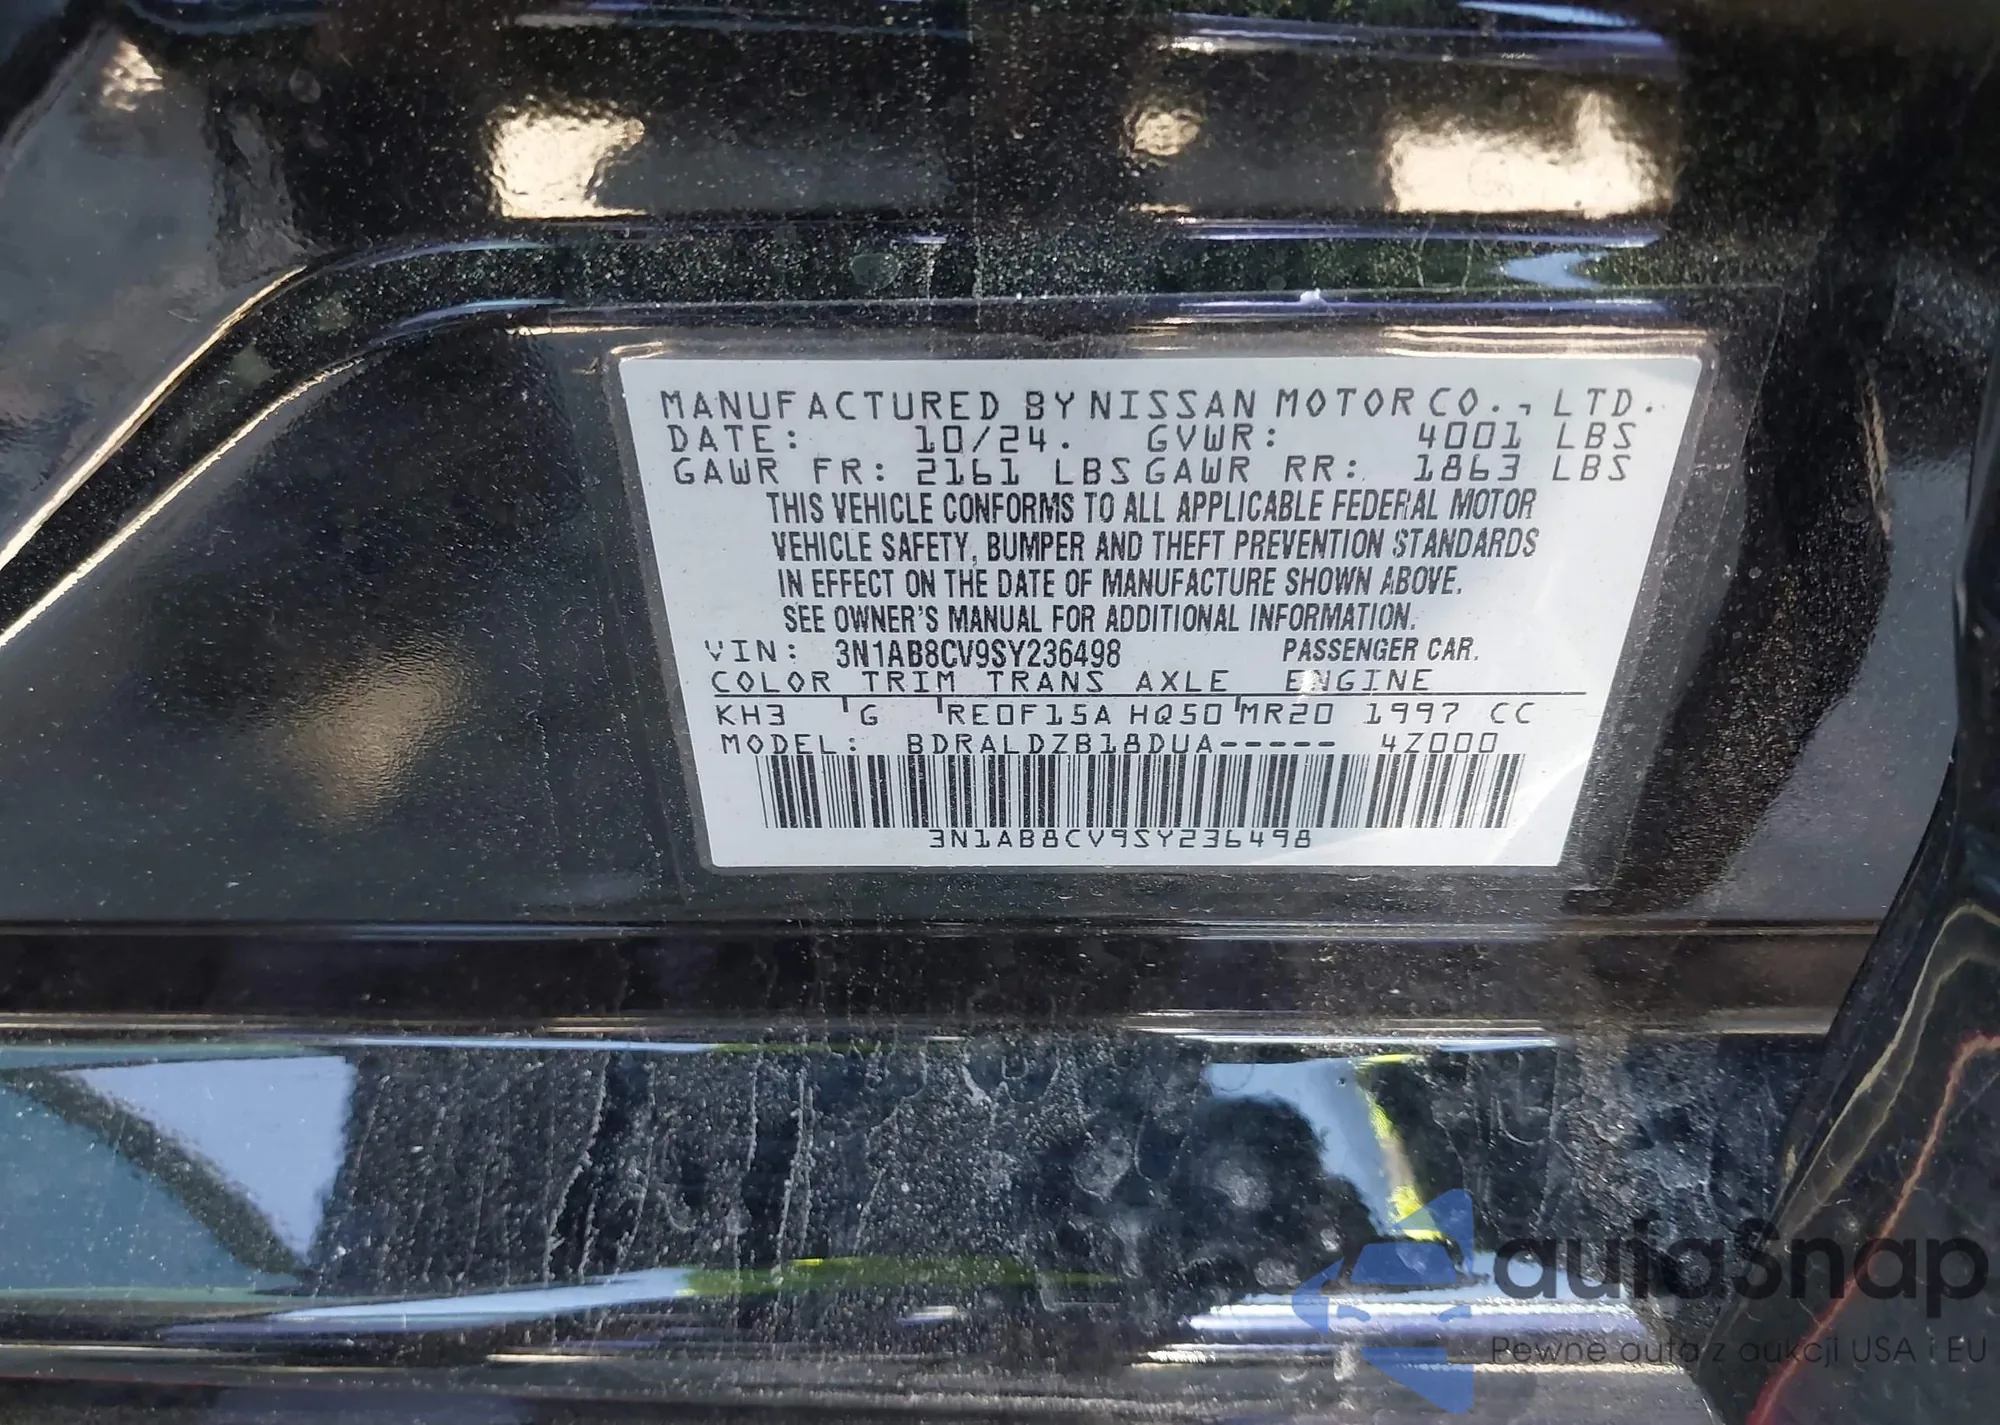 MANUFACTURED BY NISSAN MOTOR CO., LTD.
DATE: 10/24. GVWR: 4001 LBS
GAWR FR: 2161 LBS GAWR RR: 1863 LBS
THIS VEHICLE CONFORMS TO ALL APPLICABLE FEDERAL MOTOR
VEHICLE SAFETY, BUMPER AND THEFT PREVENTION STANDARDS
IN EFFECT ON THE DATE OF MANUFACTURE SHOWN ABOVE.
SEE OWNER'S MANUAL FOR ADDITIONAL INFORMATION.
VIN: 3N1AB8CV9SY236498 PASSENGER CAR.
COLOR TRIM TRANS AXLE ENGINE
KH3 G RE0F15A HQ50 MR20 1997 CC
MODEL: BDRALDZB18DUA----- 4Z000
3N1AB8CV9SY236498
autaSnap
Pewne auta z aukcji USA i EU